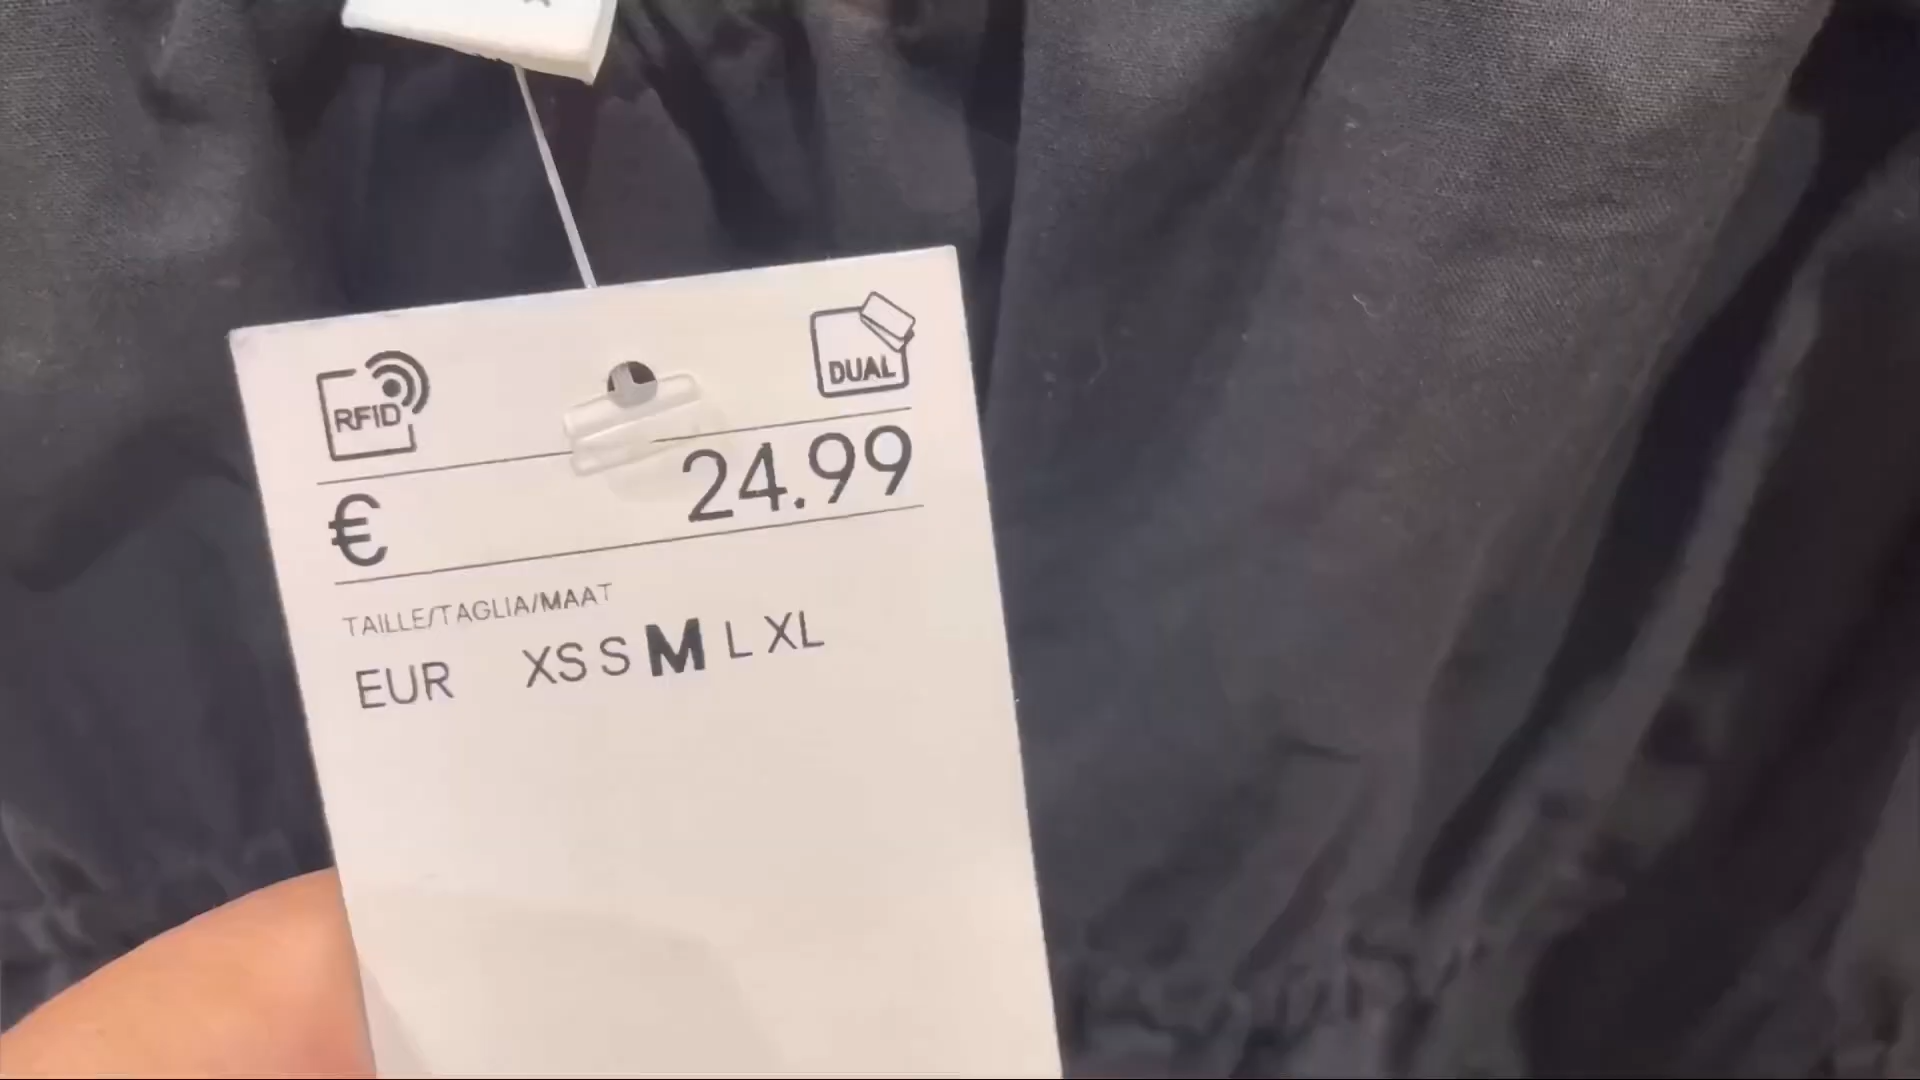 RFID
DUAL
€ 24.99
TAILLE/TAGLIA/MAAT
EUR XS S M L XL